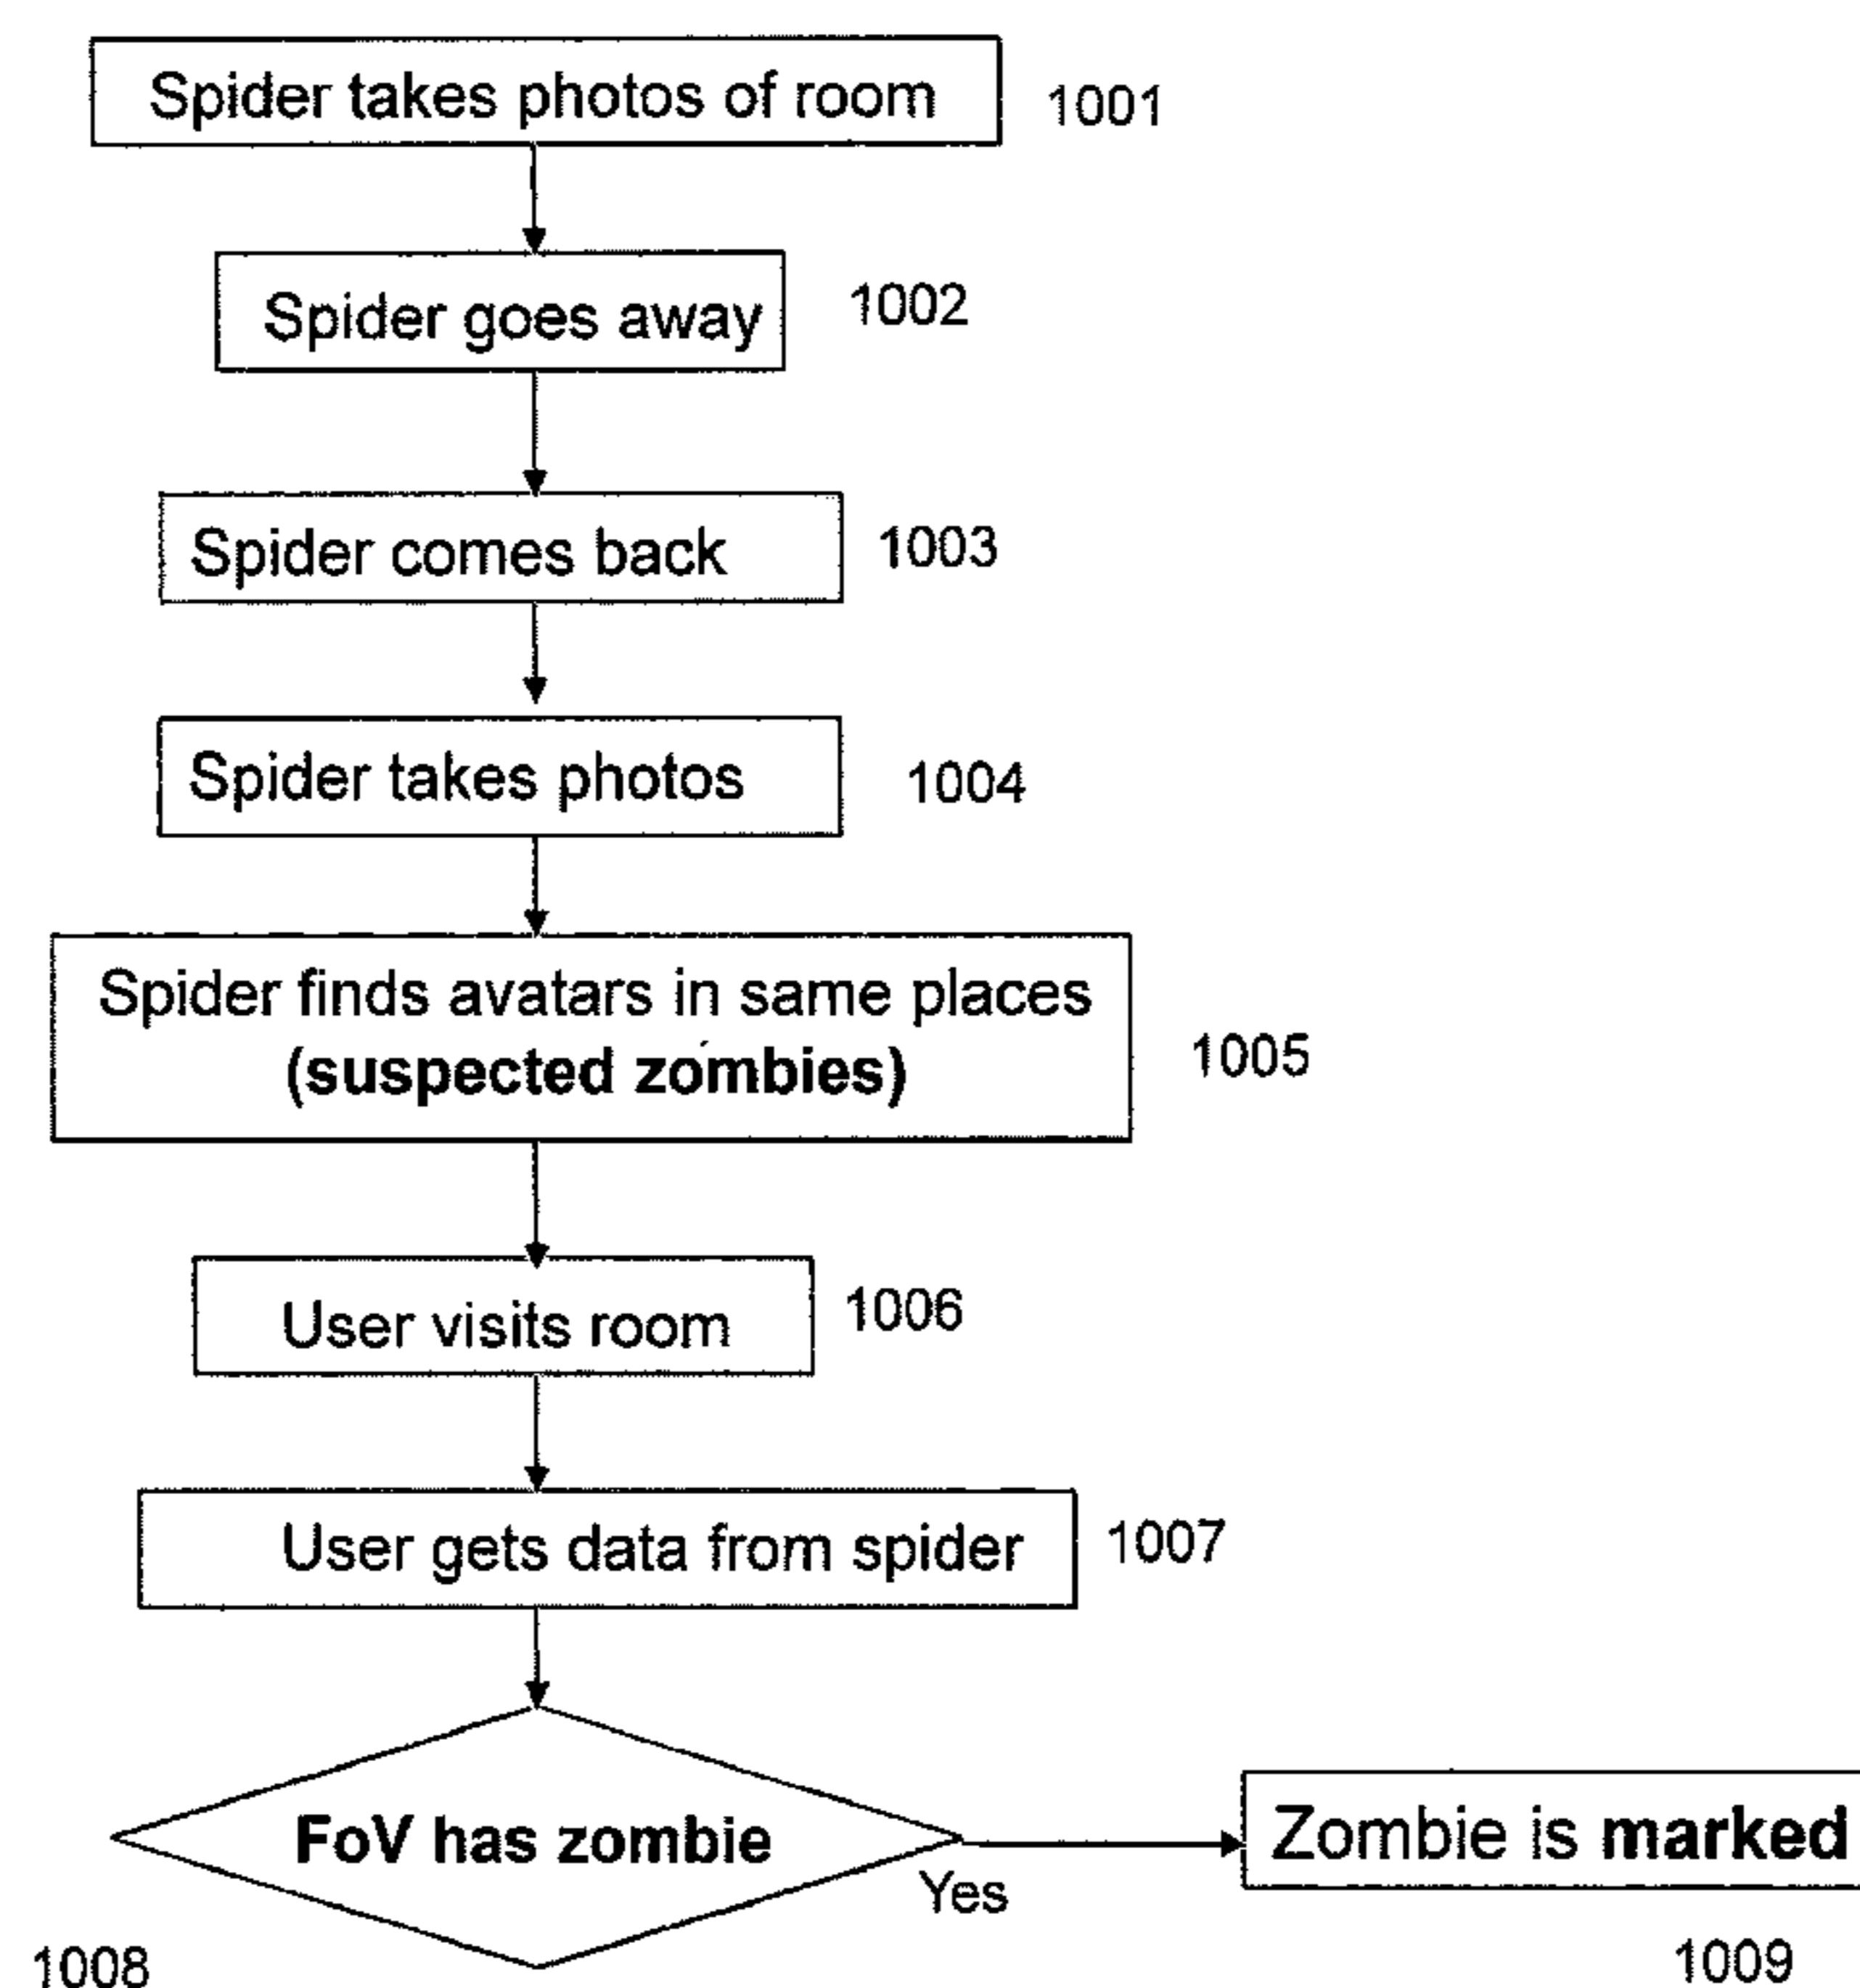 Spider takes photos of room 1001
Spider goes away 1002
Spider comes back 1003
Spider takes photos 1004
Spider finds avatars in same places
(suspected zombies)
1005
User visits room 1006
User gets data from spider 1007
FoV has zombie
Yes
Zombie is marked
1008
1009